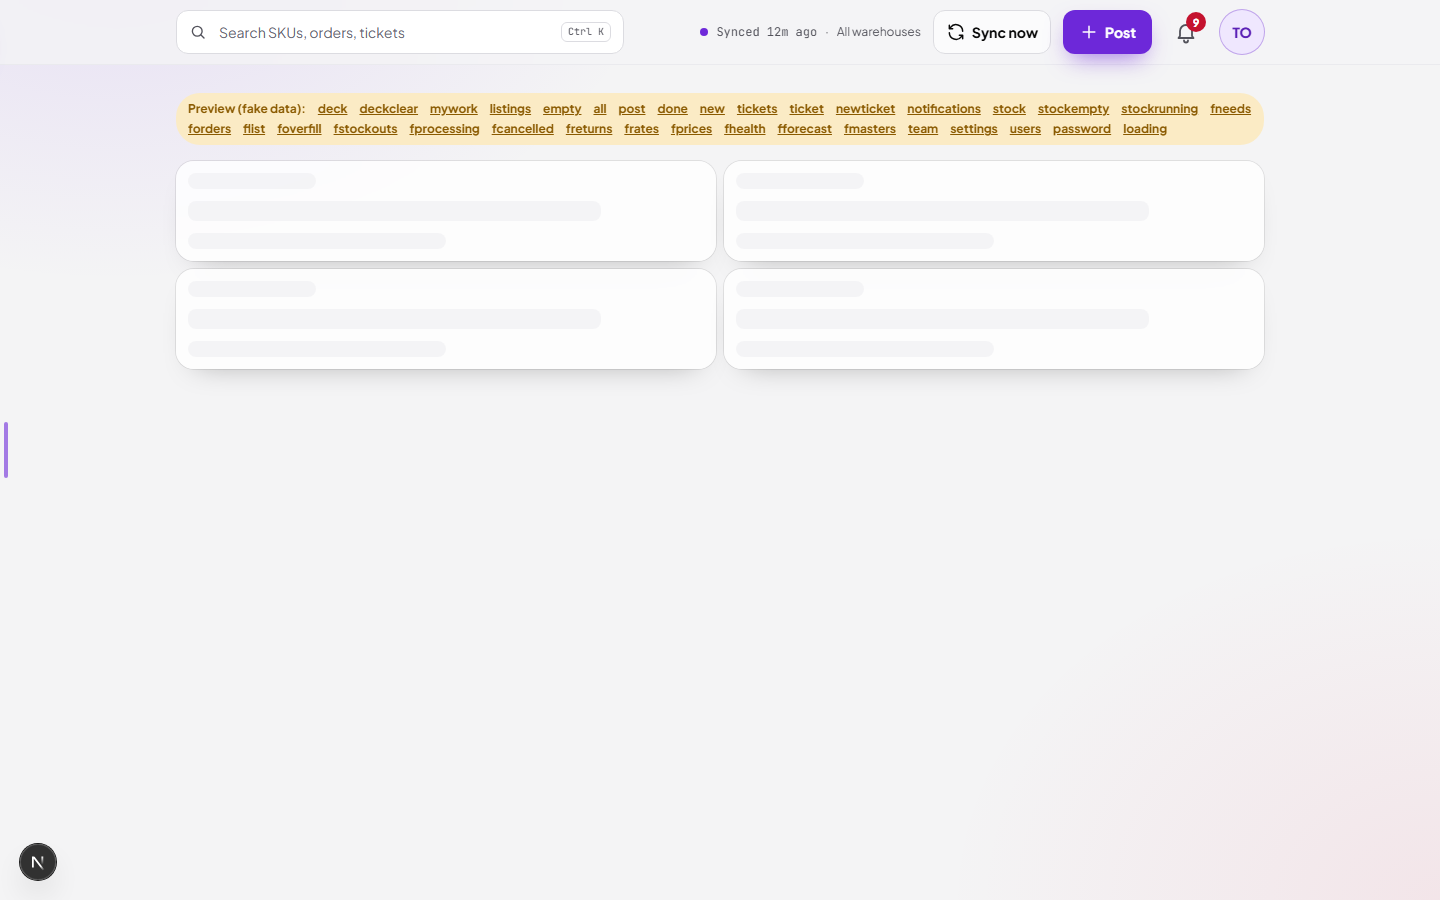 Search SKUs, orders, tickets
Ctrl K
Synced 12m ago · All warehouses
Sync now
Post
9
TO
Preview (fake data): deck deckclear mywork listings empty all post done new tickets ticket newticket notifications stock stockempty stockrunning fneeds
forders flist foverfill fstockouts fprocessing fcancelled freturns frates fprices fhealth fforecast fmasters team settings users password loading
N